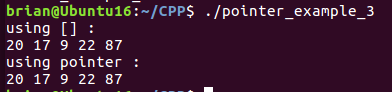 brian@Ubuntu16:~/CPP$ ./pointer_example_3
using [] :
20 17 9 22 87
using pointer :
20 17 9 22 87